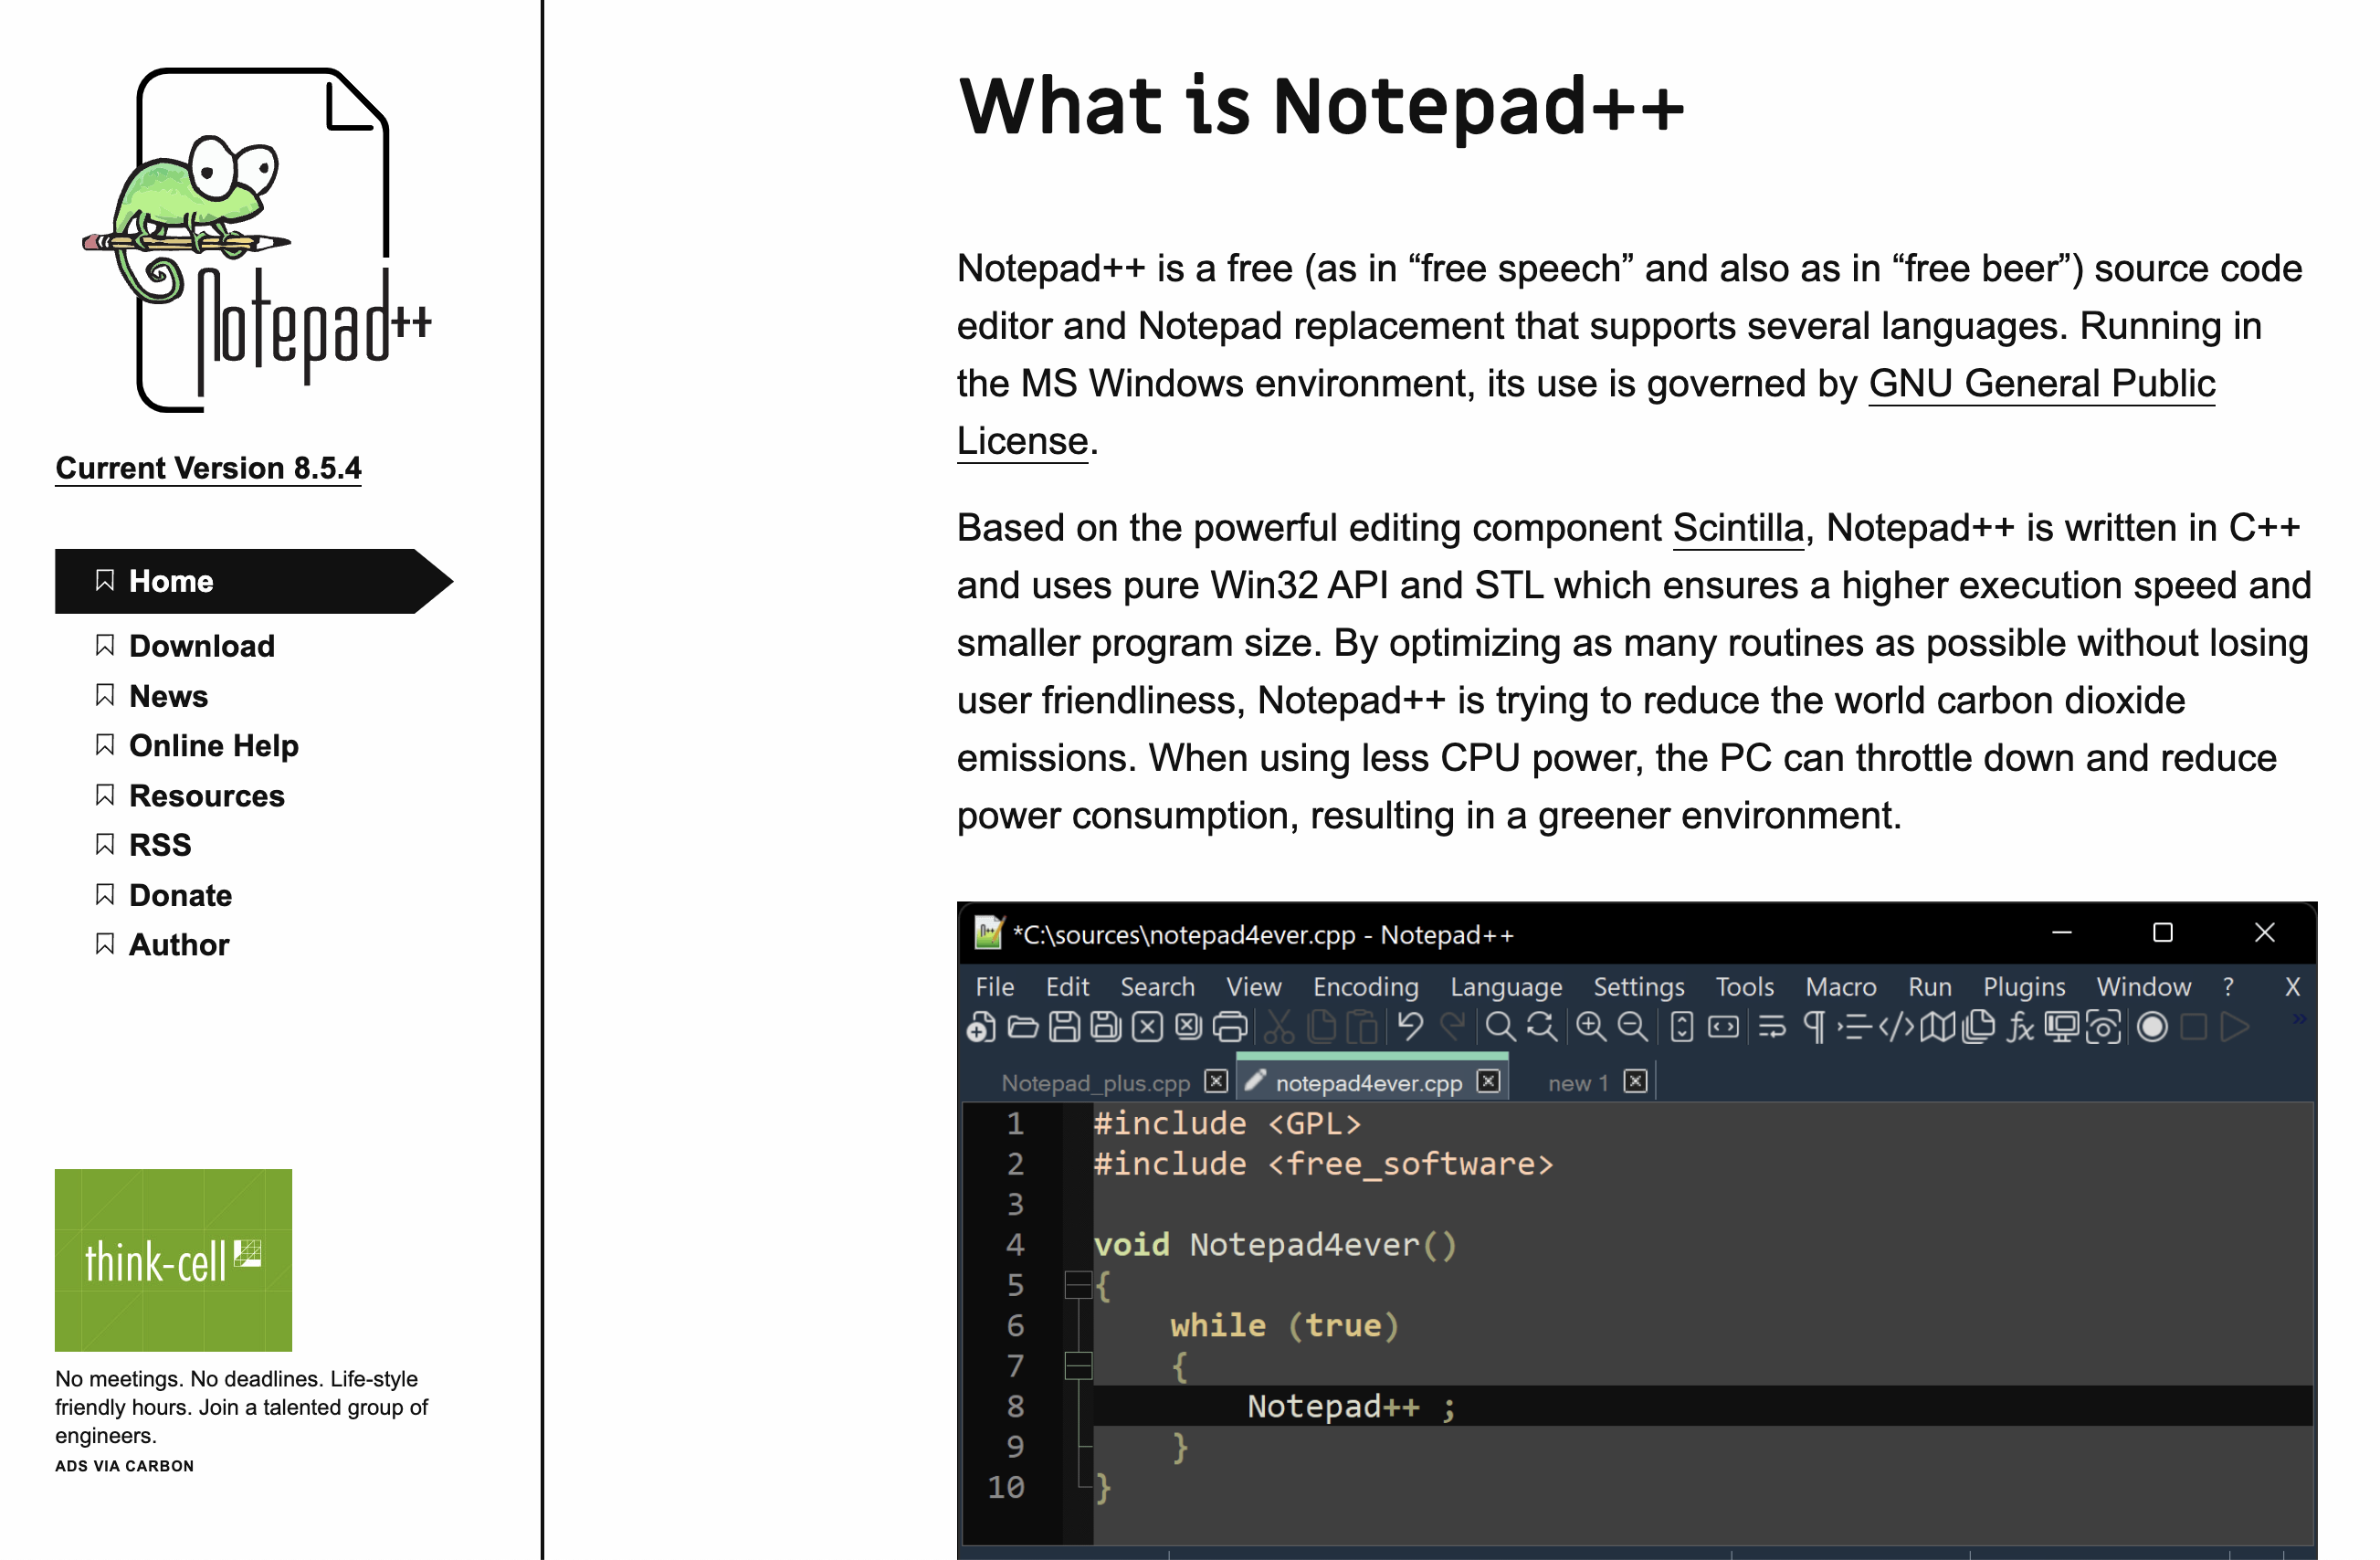 Notepad++
Current Version 8.5.4
Home
Download
News
Online Help
Resources
RSS
Donate
Author
think-cell
No meetings. No deadlines. Life-style
friendly hours. Join a talented group of
engineers.
ADS VIA CARBON
What is Notepad++
Notepad++ is a free (as in “free speech” and also as in “free beer”) source code
editor and Notepad replacement that supports several languages. Running in
the MS Windows environment, its use is governed by GNU General Public
License.
Based on the powerful editing component Scintilla, Notepad++ is written in C++
and uses pure Win32 API and STL which ensures a higher execution speed and
smaller program size. By optimizing as many routines as possible without losing
user friendliness, Notepad++ is trying to reduce the world carbon dioxide
emissions. When using less CPU power, the PC can throttle down and reduce
power consumption, resulting in a greener environment.
*C:\sources\notepad4ever.cpp - Notepad++
File Edit Search View Encoding Language Settings Tools Macro Run Plugins Window ? X
Notepad_plus.cpp notepad4ever.cpp new 1
1 #include <GPL>
2 #include <free_software>
3
4 void Notepad4ever()
5 {
6 while (true)
7 {
8 Notepad++ ;
9 }
10 }